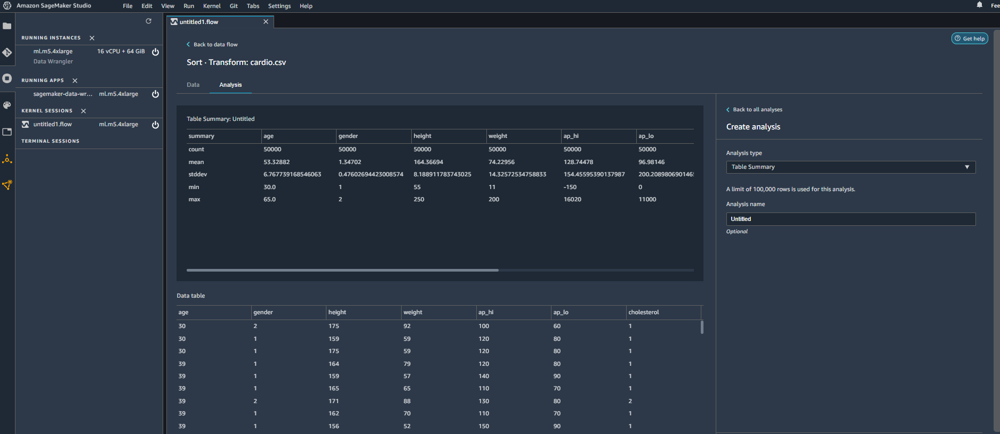 Amazon SageMaker Studio File Edit View Run Kernel Git Tabs Settings Help Fee
untitled1.flow
RUNNING INSTANCES
ml.m5.4xlarge 16 vCPU + 64 GiB
Data Wrangler
RUNNING APPS
sagemaker-data-wr... ml.m5.4xlarge
KERNEL SESSIONS
untitled1.flow ml.m5.4xlarge
TERMINAL SESSIONS
Back to data flow
Get help
Sort · Transform: cardio.csv
Data Analysis
Table Summary: Untitled
summary age gender height weight ap_hi ap_lo
count 50000 50000 50000 50000 50000 50000
mean 53.32882 1.34702 164.36694 74.22956 128.74478 96.98146
stddev 6.767739168546063 0.47602694423008574 8.188911783743025 14.32572534758833 154.45595390137987 200.2089806901465
min 30.0 1 55 11 -150 0
max 65.0 2 250 200 16020 11000
Data table
age gender height weight ap_hi ap_lo cholesterol
30 2 175 92 100 60 1
30 1 159 59 120 80 1
30 1 175 59 120 80 1
39 1 164 79 120 80 1
39 1 159 57 140 90 1
39 1 165 65 110 70 1
39 2 171 88 130 80 2
39 1 162 70 110 70 1
39 1 156 52 150 90 1
Back to all analyses
Create analysis
Analysis type
Table Summary
A limit of 100,000 rows is used for this analysis.
Analysis name
Untitled
Optional